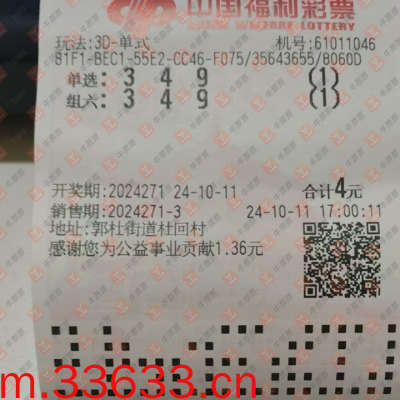 中国福利彩票
CHINA WELFARE LOTTERY
玩法:3D-单式 机号:61011046
81F1-BEC1-55E2-CC46-F075/35643655/8060D
单选: 3 4 9 (1)
组六: 3 4 9 (1)
开奖期:2024271 24-10-11 合计4元
销售期:2024271-3 24-10-11 17:00:11
地址:郭杜街道杜回村
感谢您为公益事业贡献1.36元
m.33633.cn